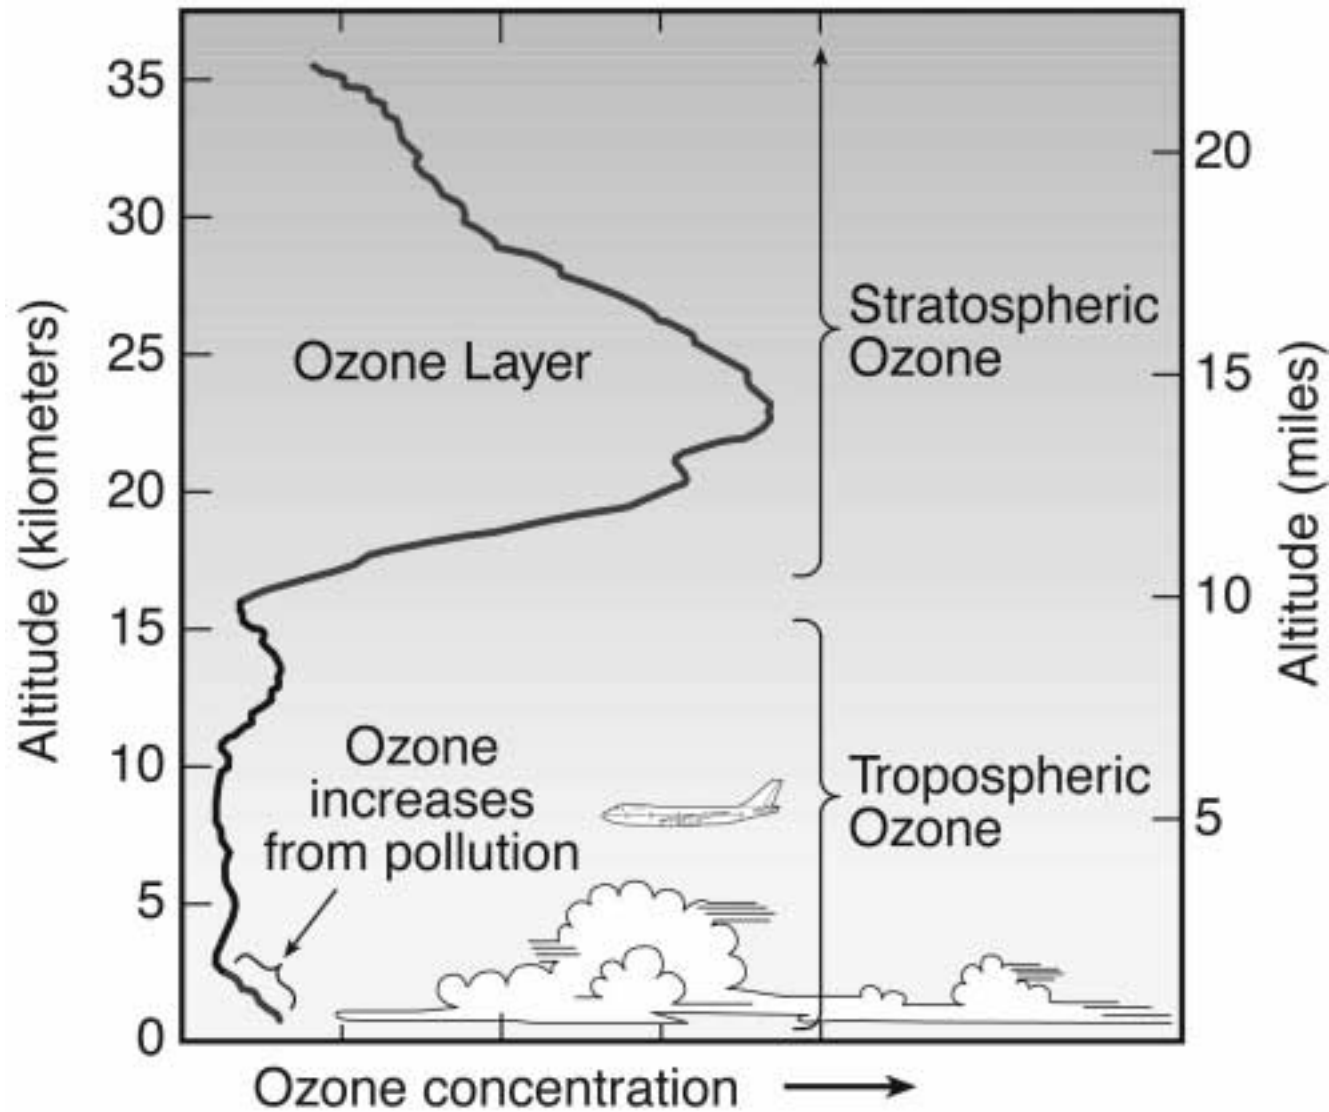 35
30
25
20
15
10
5
0
Altitude (kilometers)
Ozone Layer
Ozone
increases
from pollution
Stratospheric
Ozone
Tropospheric
Ozone
20
15
10
5
Altitude (miles)
Ozone concentration